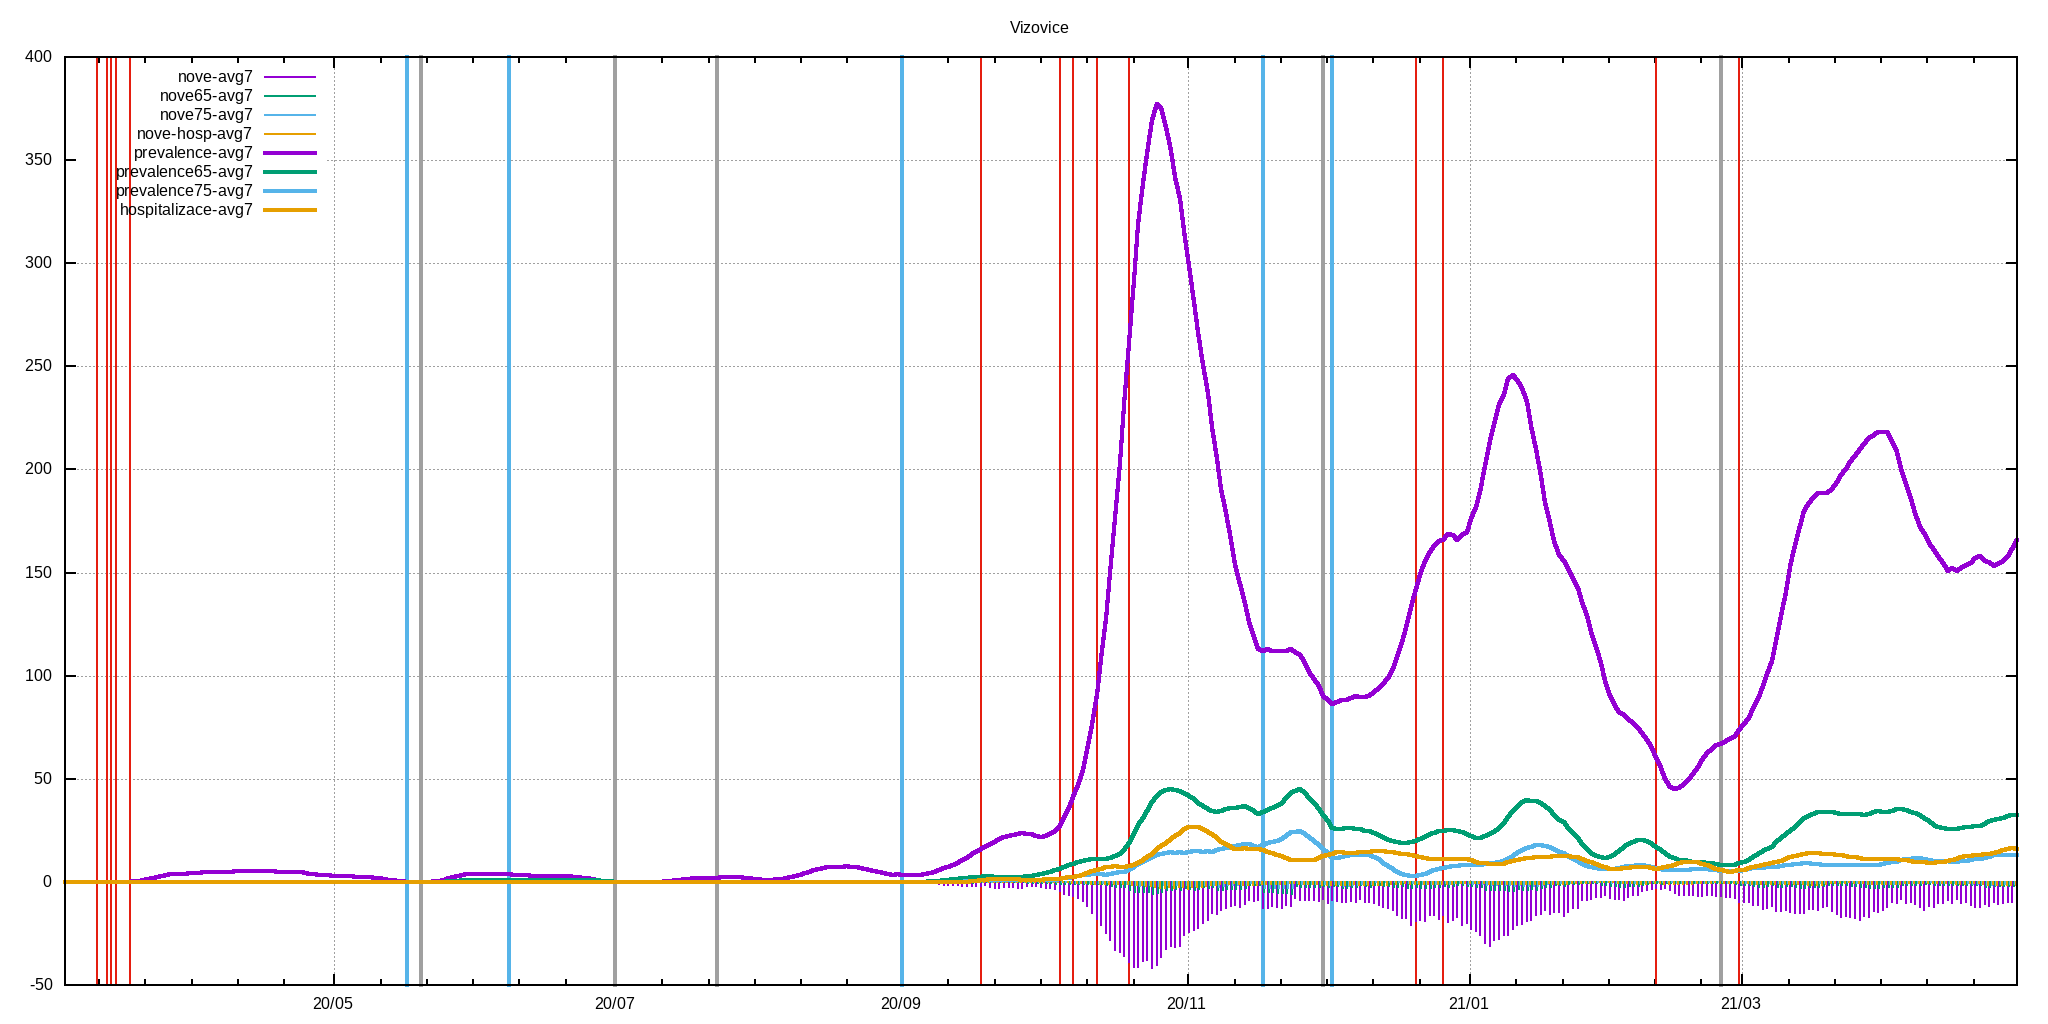 Vizovice
400
350
300
250
200
150
100
50
0
-50
nove-avg7
nove65-avg7
nove75-avg7
nove-hosp-avg7
prevalence-avg7
prevalence65-avg7
prevalence75-avg7
hospitalizace-avg7
20/05 20/07 20/09 20/11 21/01 21/03